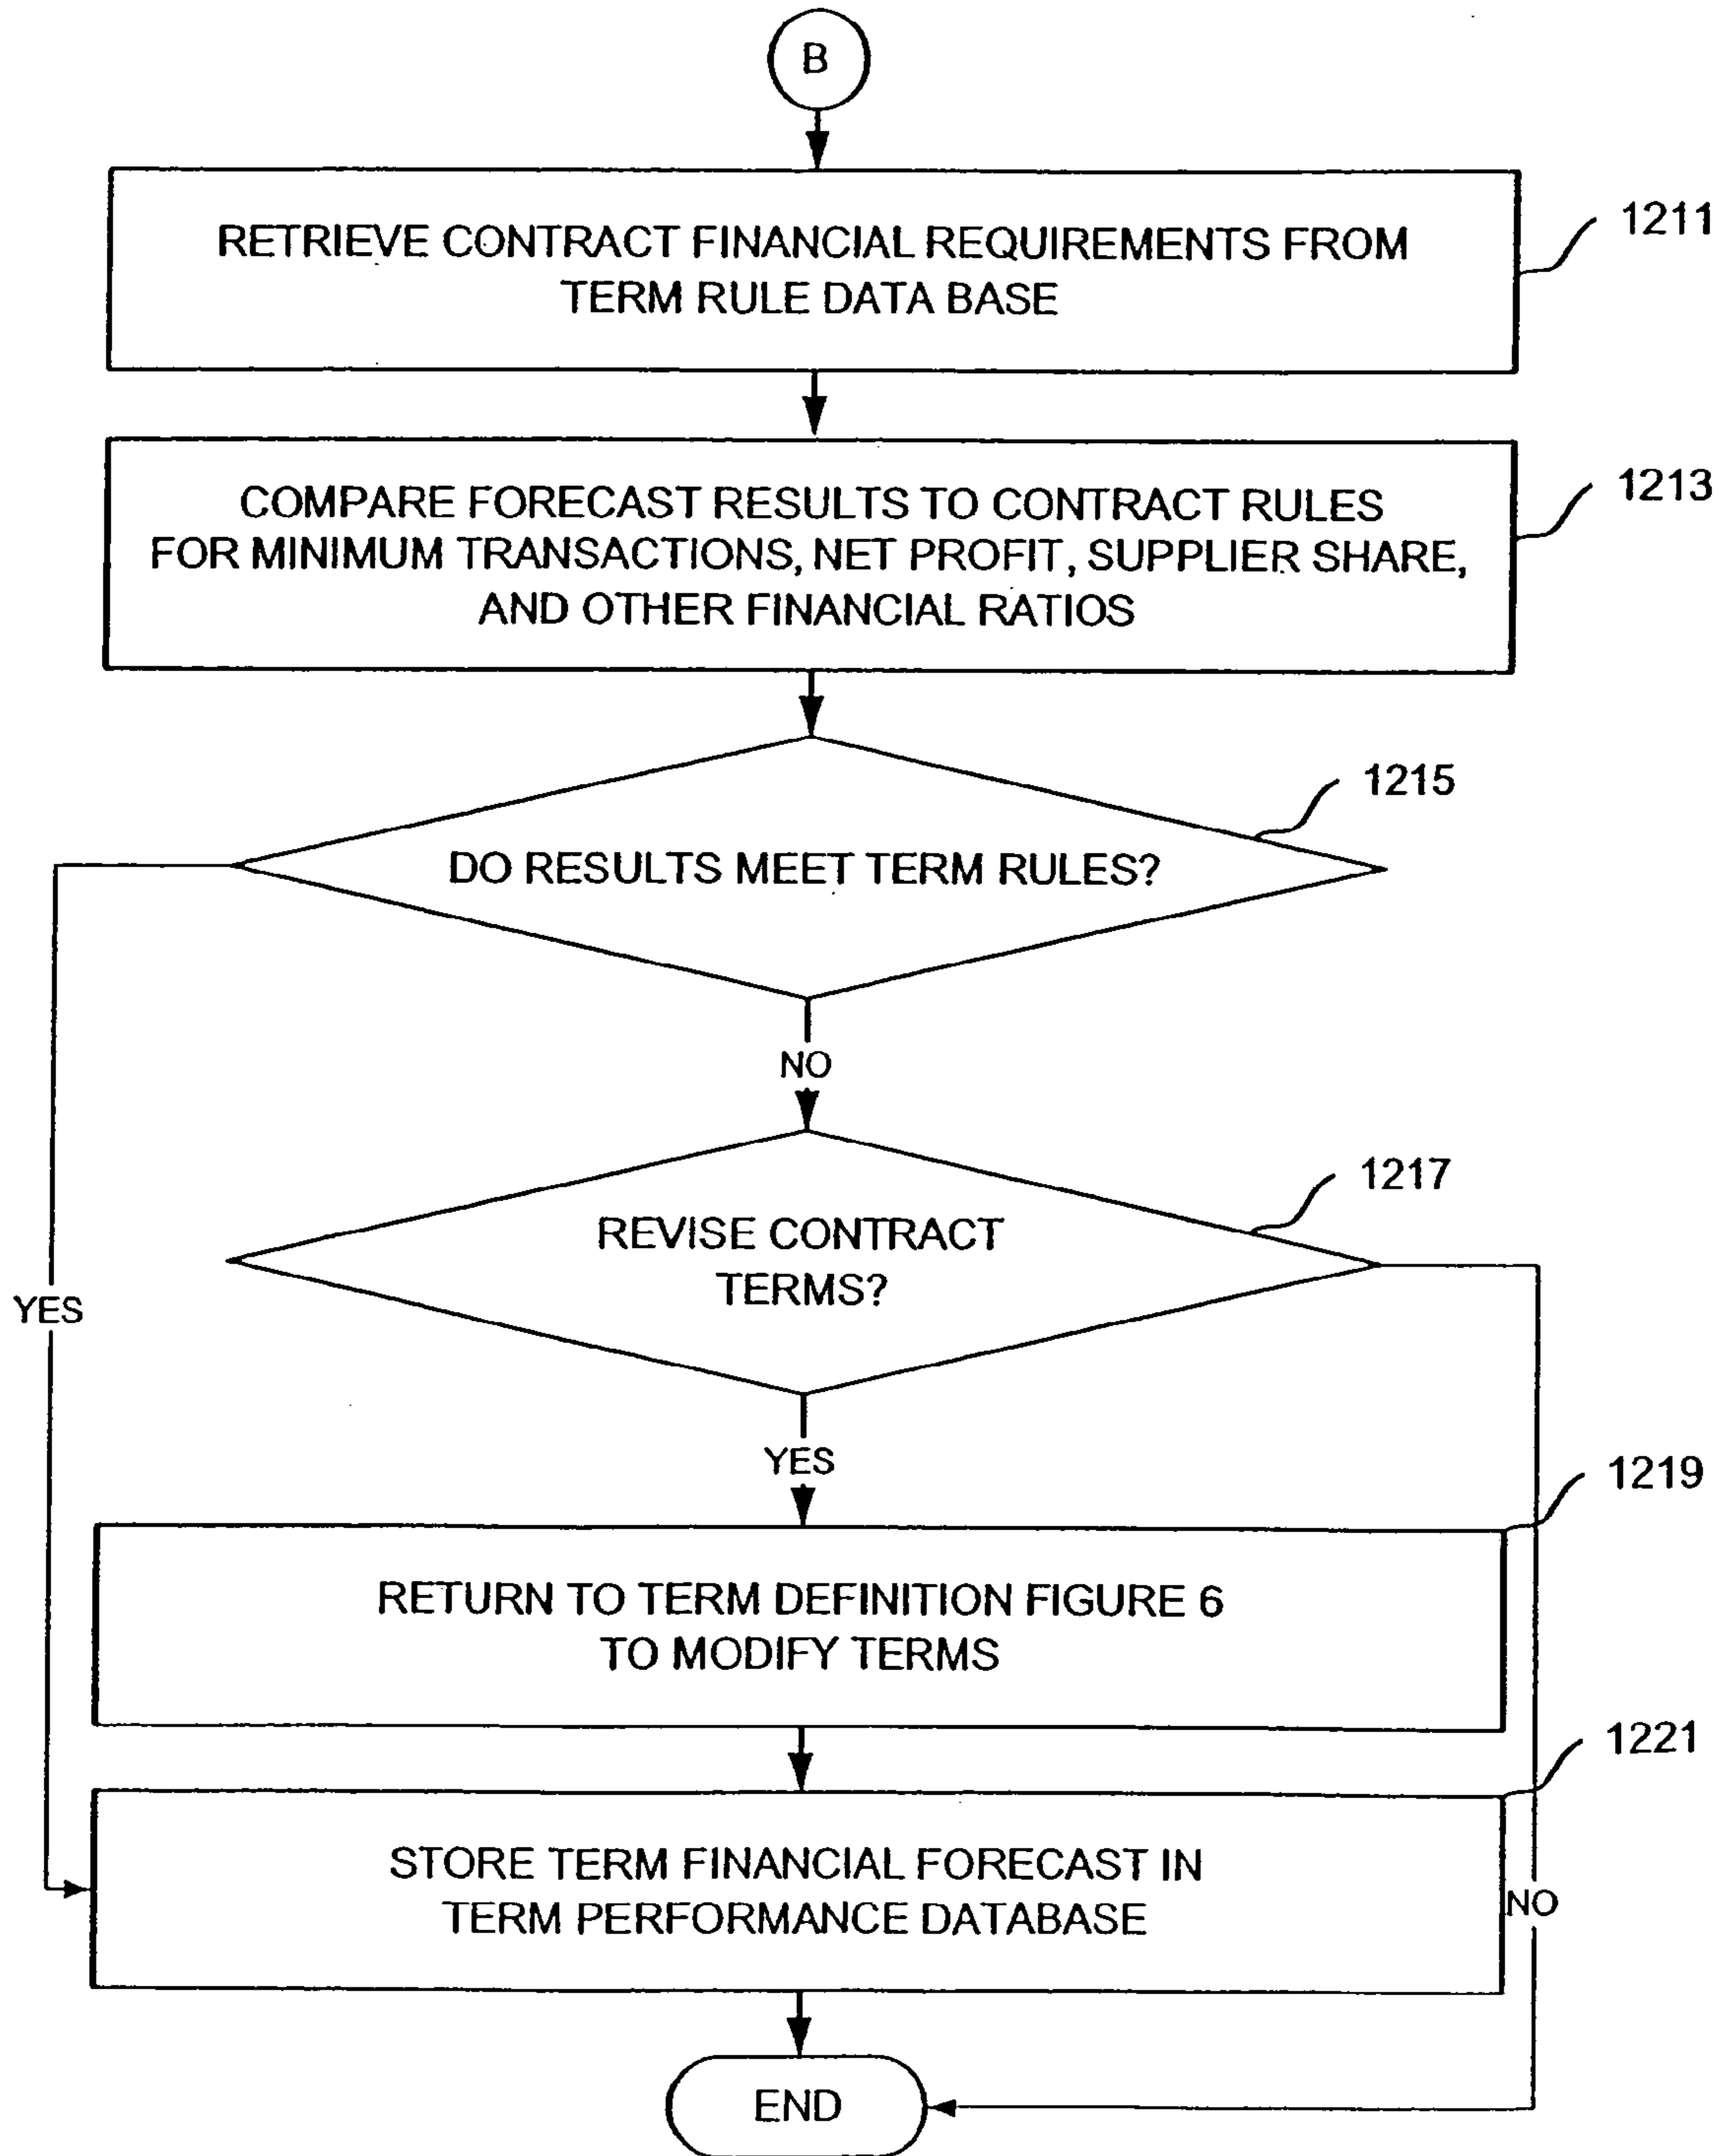 B
RETRIEVE CONTRACT FINANCIAL REQUIREMENTS FROM
TERM RULE DATA BASE
1211
COMPARE FORECAST RESULTS TO CONTRACT RULES
FOR MINIMUM TRANSACTIONS, NET PROFIT, SUPPLIER SHARE,
AND OTHER FINANCIAL RATIOS
1213
1215
DO RESULTS MEET TERM RULES?
NO
1217
REVISE CONTRACT
TERMS?
YES
YES
1219
RETURN TO TERM DEFINITION FIGURE 6
TO MODIFY TERMS
1221
STORE TERM FINANCIAL FORECAST IN
TERM PERFORMANCE DATABASE
NO
END